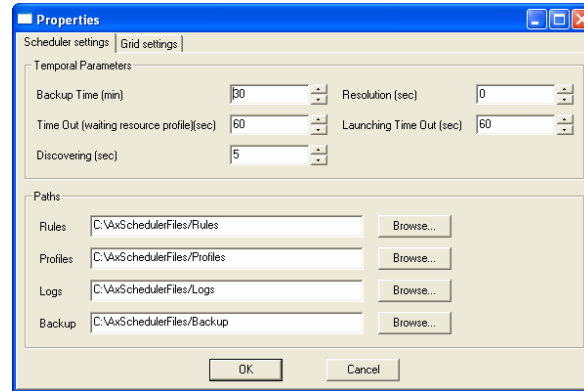 Properties
Scheduler settings Grid settings
Temporal Parameters
Backup Time (min) 30 Resolution (sec) 0
Time Out (waiting resource profile)(sec) 60 Launching Time Out (sec) 60
Discovering (sec) 5
Paths
Rules C:\AxSchedulerFiles/Rules Browse...
Profiles C:\AxSchedulerFiles/Profiles Browse...
Logs C:\AxSchedulerFiles/Logs Browse...
Backup C:\AxSchedulerFiles/Backup Browse...
OK Cancel